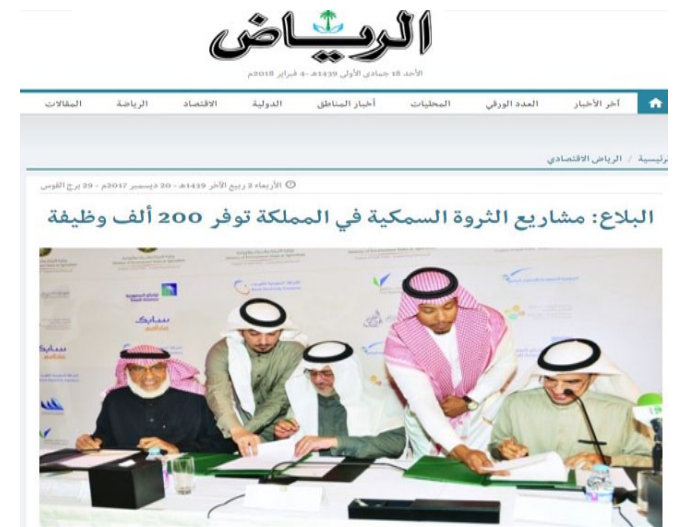 الرياض
الأحد 18 جمادى الأولى 1439هـ -4 فبراير 2018م
آخر الأخبار
العدد الورقي
المحليات
أخبار المناطق
الدولية
الاقتصاد
الرياضة
المقالات
الرئيسية / الرياض الاقتصادي
الأربعاء 2 ربيع الآخر 1439هـ - 20 ديسمبر 2017م - 29 برج القوس
البلاغ: مشاريع الثروة السمكية في المملكة توفر 200 ألف وظيفة
سابك